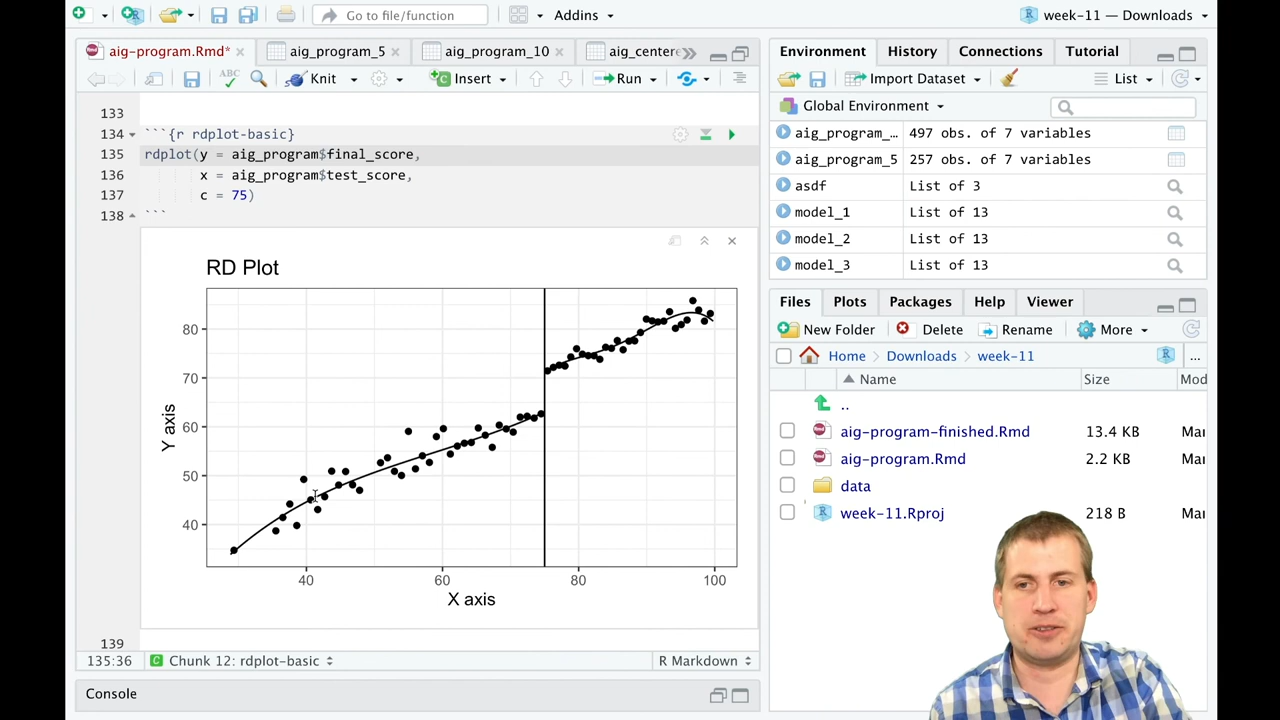 Go to file/function
Addins
week-11 — Downloads
aig-program.Rmd*
aig_program_5
aig_program_10
aig_centere
Knit
Insert
Run
133
134 ```{r rdplot-basic}
135 rdplot(y = aig_program$final_score,
136 x = aig_program$test_score,
137 c = 75)
138 ```
RD Plot
80
70
60
50
40
Y axis
40 60 80 100
X axis
139
135:36 Chunk 12: rdplot-basic R Markdown
Console
Environment History Connections Tutorial
Import Dataset List
Global Environment
aig_program_... 497 obs. of 7 variables
aig_program_5 257 obs. of 7 variables
asdf List of 3
model_1 List of 13
model_2 List of 13
model_3 List of 13
Files Plots Packages Help Viewer
New Folder Delete Rename More
Home Downloads week-11 ...
Name Size Mod
..
aig-program-finished.Rmd 13.4 KB Mar
aig-program.Rmd 2.2 KB Mar
data
week-11.Rproj 218 B Mar